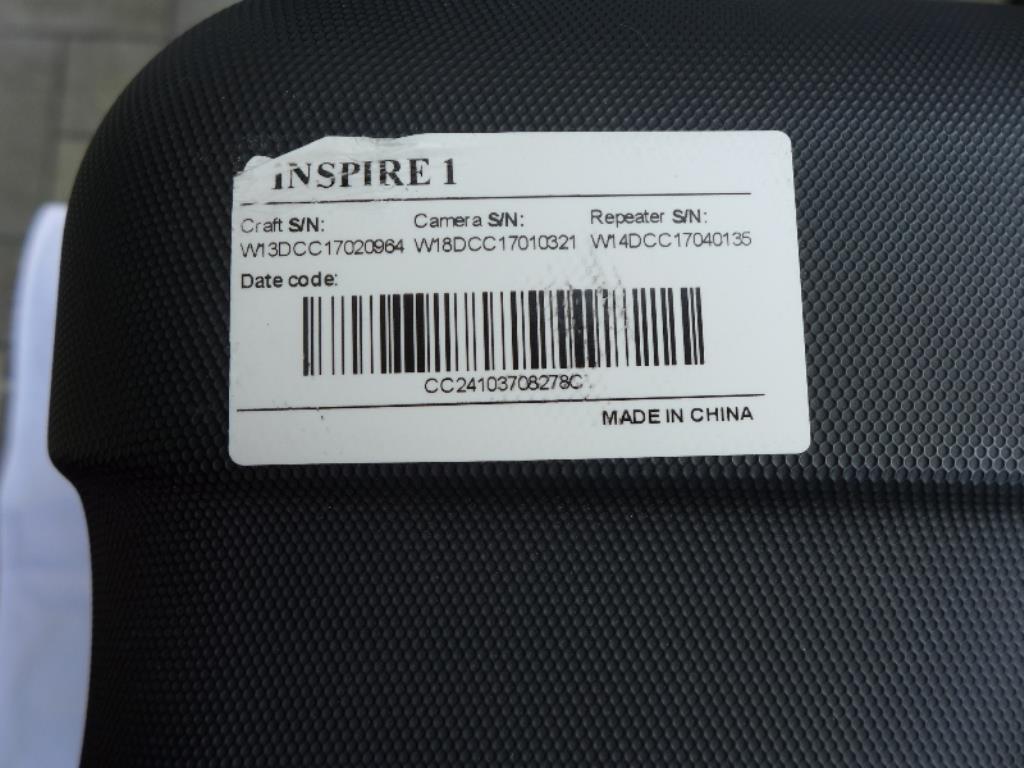 INSPIRE 1
Craft S/N: Camera S/N: Repeater S/N:
W13DCC17020964 W18DCC17010321 W14DCC17040135
Date code:
CC24103708278C
MADE IN CHINA